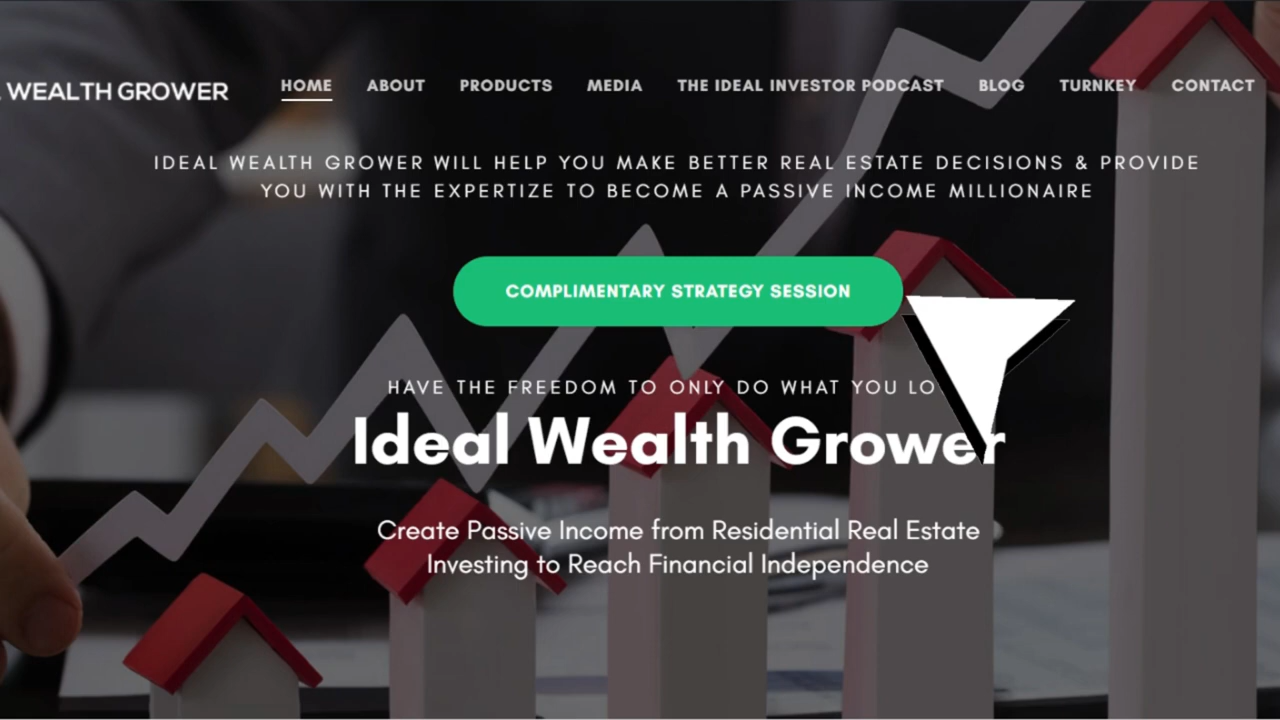 WEALTH GROWER
HOME ABOUT PRODUCTS MEDIA THE IDEAL INVESTOR PODCAST BLOG TURNKEY CONTACT
IDEAL WEALTH GROWER WILL HELP YOU MAKE BETTER REAL ESTATE DECISIONS & PROVIDE
YOU WITH THE EXPERTIZE TO BECOME A PASSIVE INCOME MILLIONAIRE
COMPLIMENTARY STRATEGY SESSION
HAVE THE FREEDOM TO ONLY DO WHAT YOU
Ideal Wealth Grower
Create Passive Income from Residential Real Estate
Investing to Reach Financial Independence